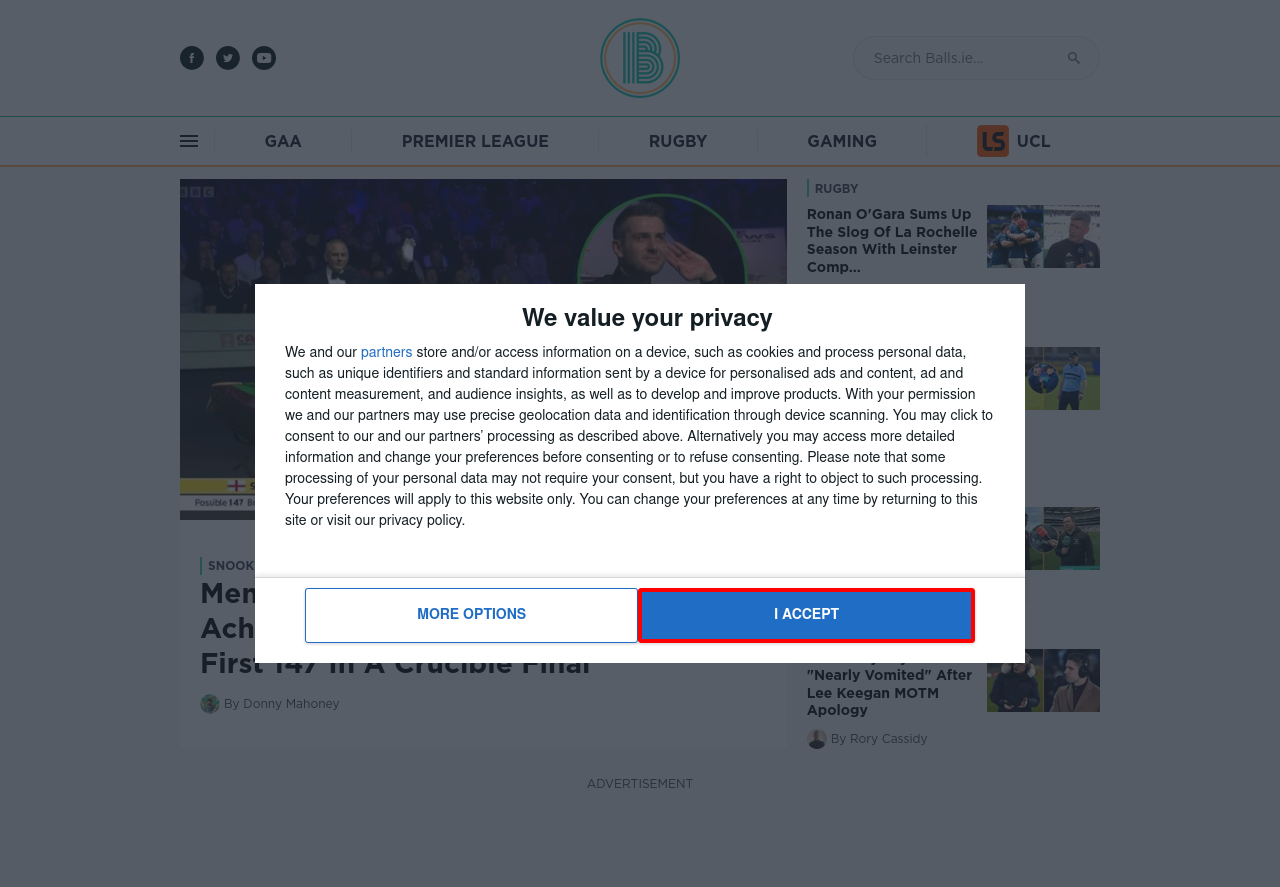 Search Balls.ie...
GAA
PREMIER LEAGUE
RUGBY
GAMING
LS
UCL
BBC
RUGBY
Ronan O'Gara Sums Up
The Slog Of La Rochelle
Season With Leinster
Comp...
We value your privacy
We and our partners store and/or access information on a device, such as cookies and process personal data,
such as unique identifiers and standard information sent by a device for personalised ads and content, ad and
content measurement, and audience insights, as well as to develop and improve products. With your permission
we and our partners may use precise geolocation data and identification through device scanning. You may click to
consent to our and our partners’ processing as described above. Alternatively you may access more detailed
information and change your preferences before consenting or to refuse consenting. Please note that some
processing of your personal data may not require your consent, but you have a right to object to such processing.
Your preferences will apply to this website only. You can change your preferences at any time by returning to this
site or visit our privacy policy.
MORE OPTIONS
I ACCEPT
Possible 147
SNOOK
Men
Ach
First 147 In A Crucible Final
By Donny Mahoney
"Nearly Vomited" After
Lee Keegan MOTM
Apology
By Rory Cassidy
ADVERTISEMENT